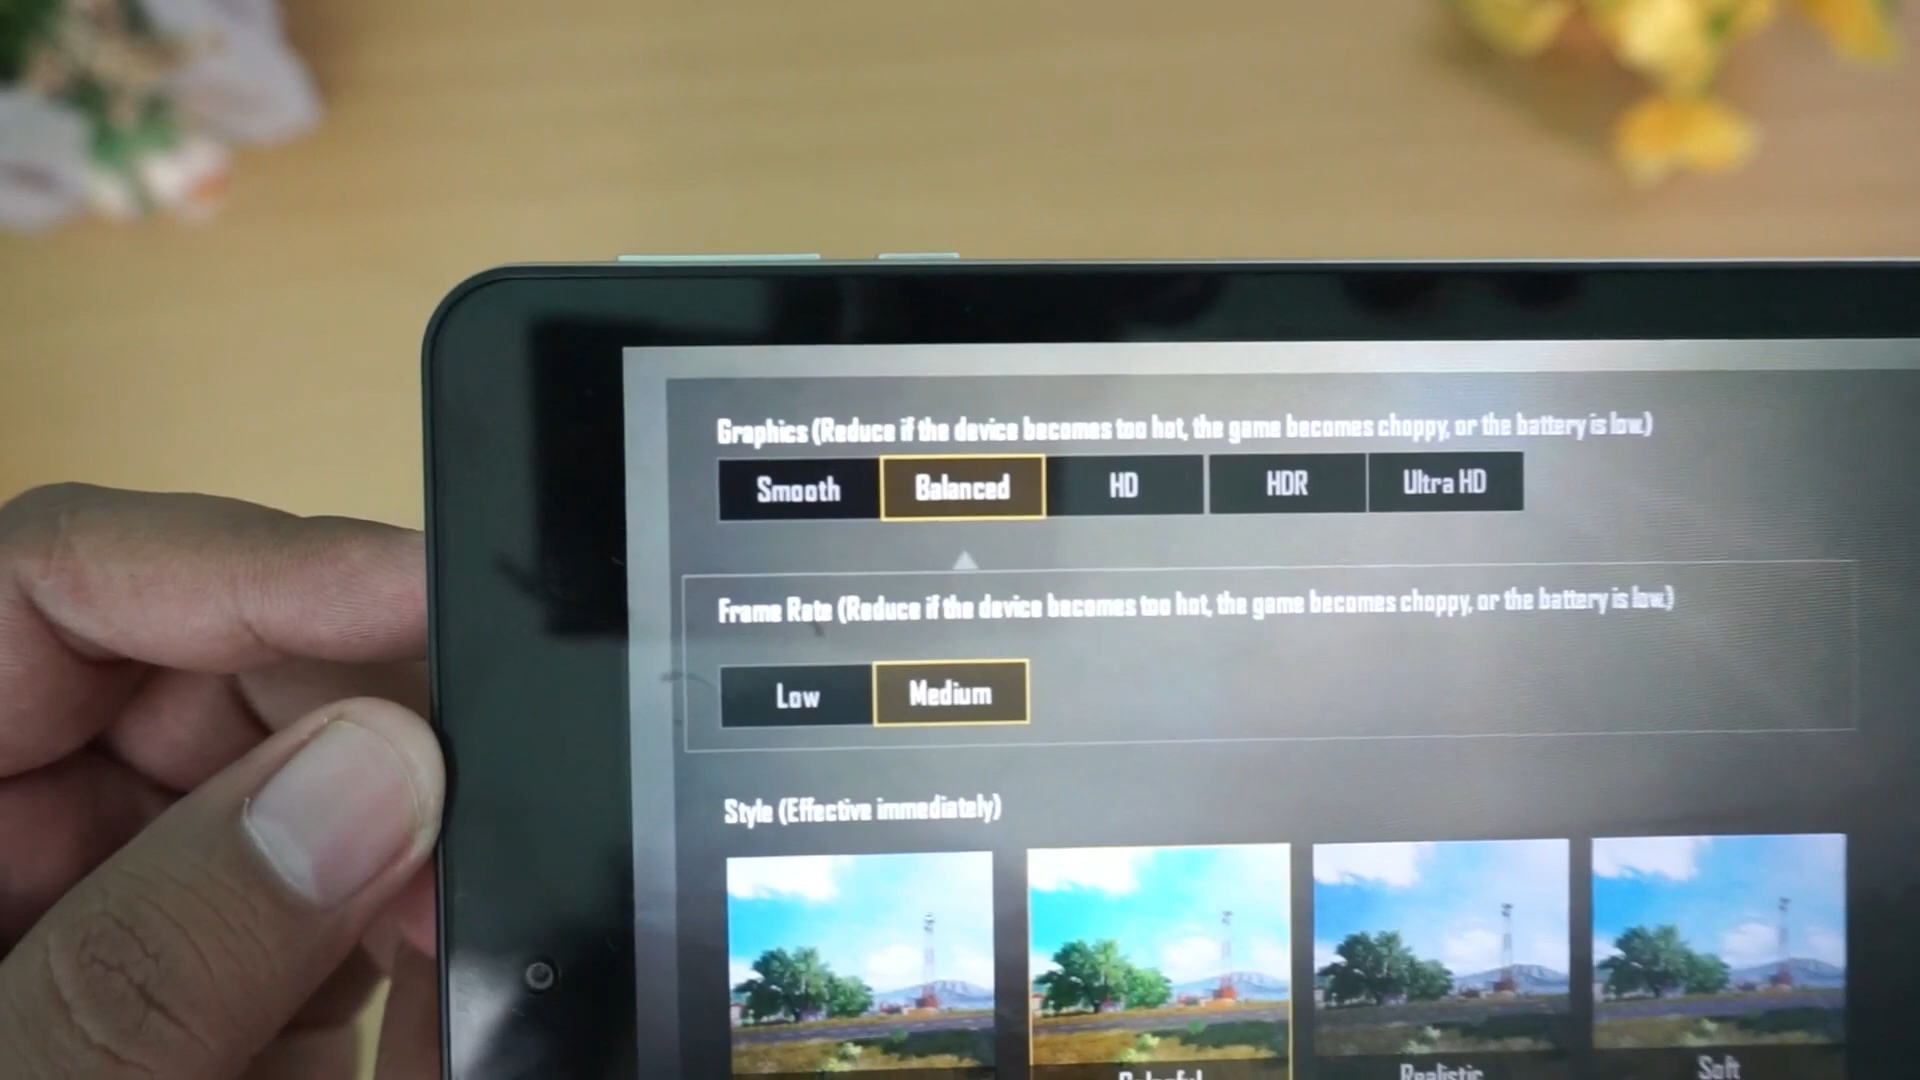 Graphics (Reduce if the device becomes too hot, the game becomes choppy, or the battery is low.)
Smooth Balanced HD HDR Ultra HD
Frame Rate (Reduce if the device becomes too hot, the game becomes choppy, or the battery is low.)
Low Medium
Style (Effective immediately)
Colorful Realistic Soft